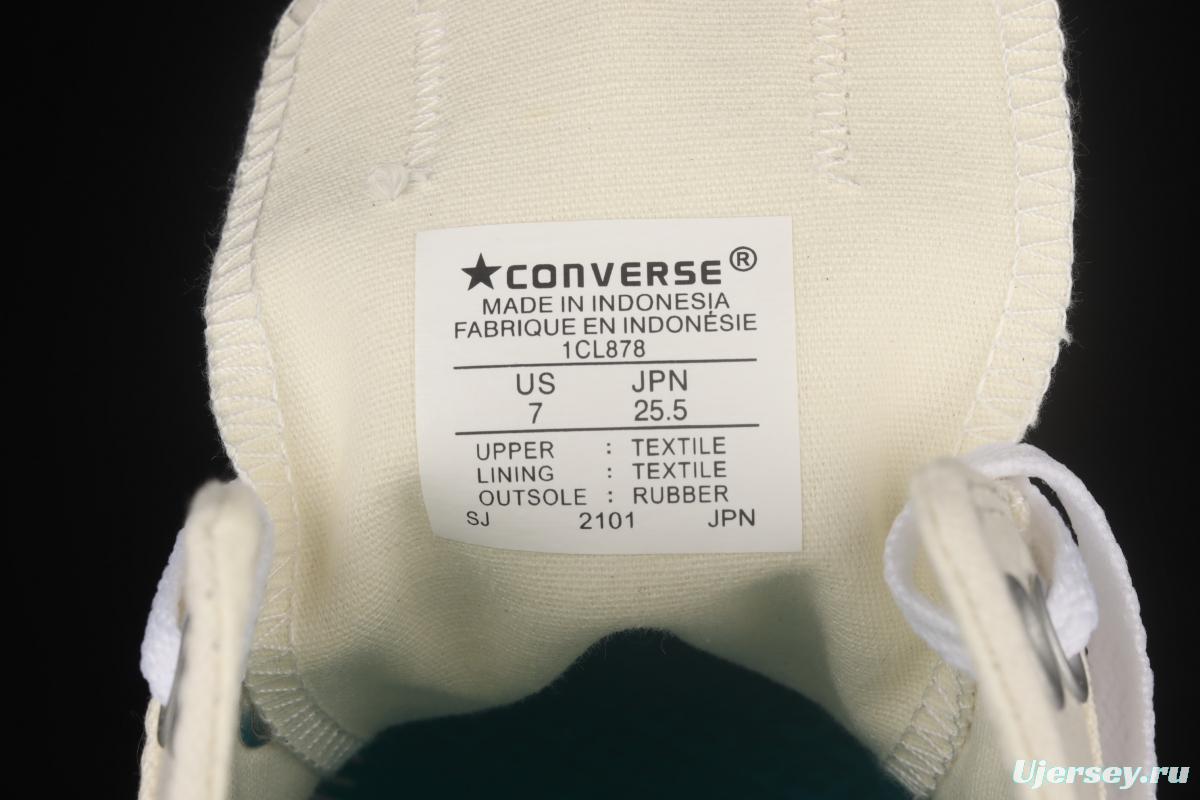 ★CONVERSE®
MADE IN INDONESIA
FABRIQUE EN INDONÉSIE
1CL878
US JPN
7 25.5
UPPER : TEXTILE
LINING : TEXTILE
OUTSOLE : RUBBER
SJ 2101 JPN
Ujersey.ru